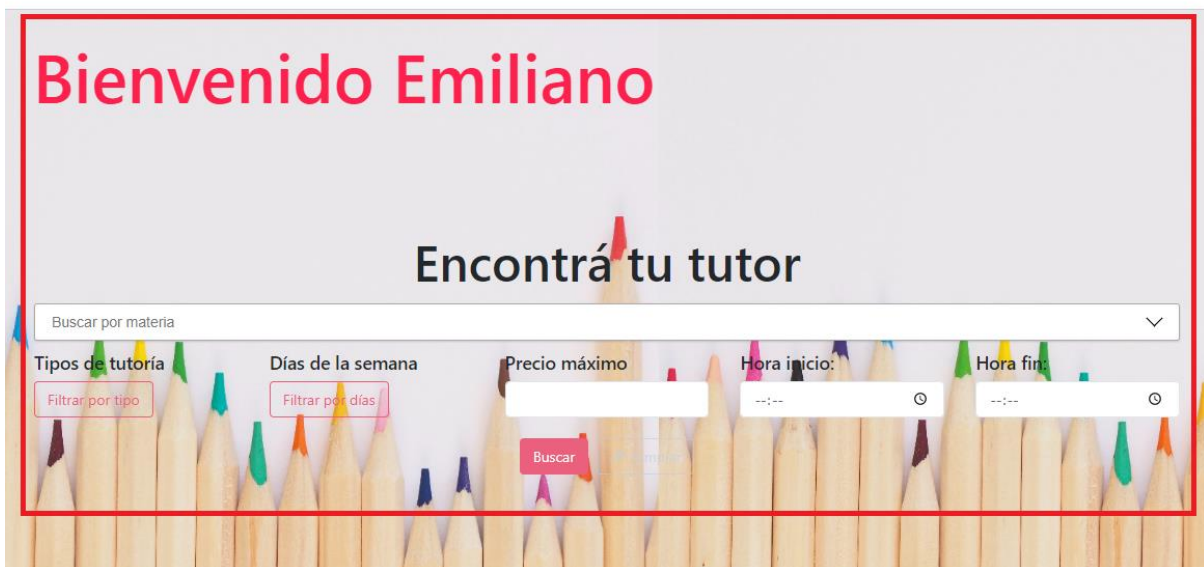 Bienvenido Emiliano
Encontrá tu tutor
Buscar por materia
Tipos de tutoría Días de la semana Precio máximo Hora inicio: Hora fin:
Filtrar por tipo Filtrar por días --:-- --:--
Buscar